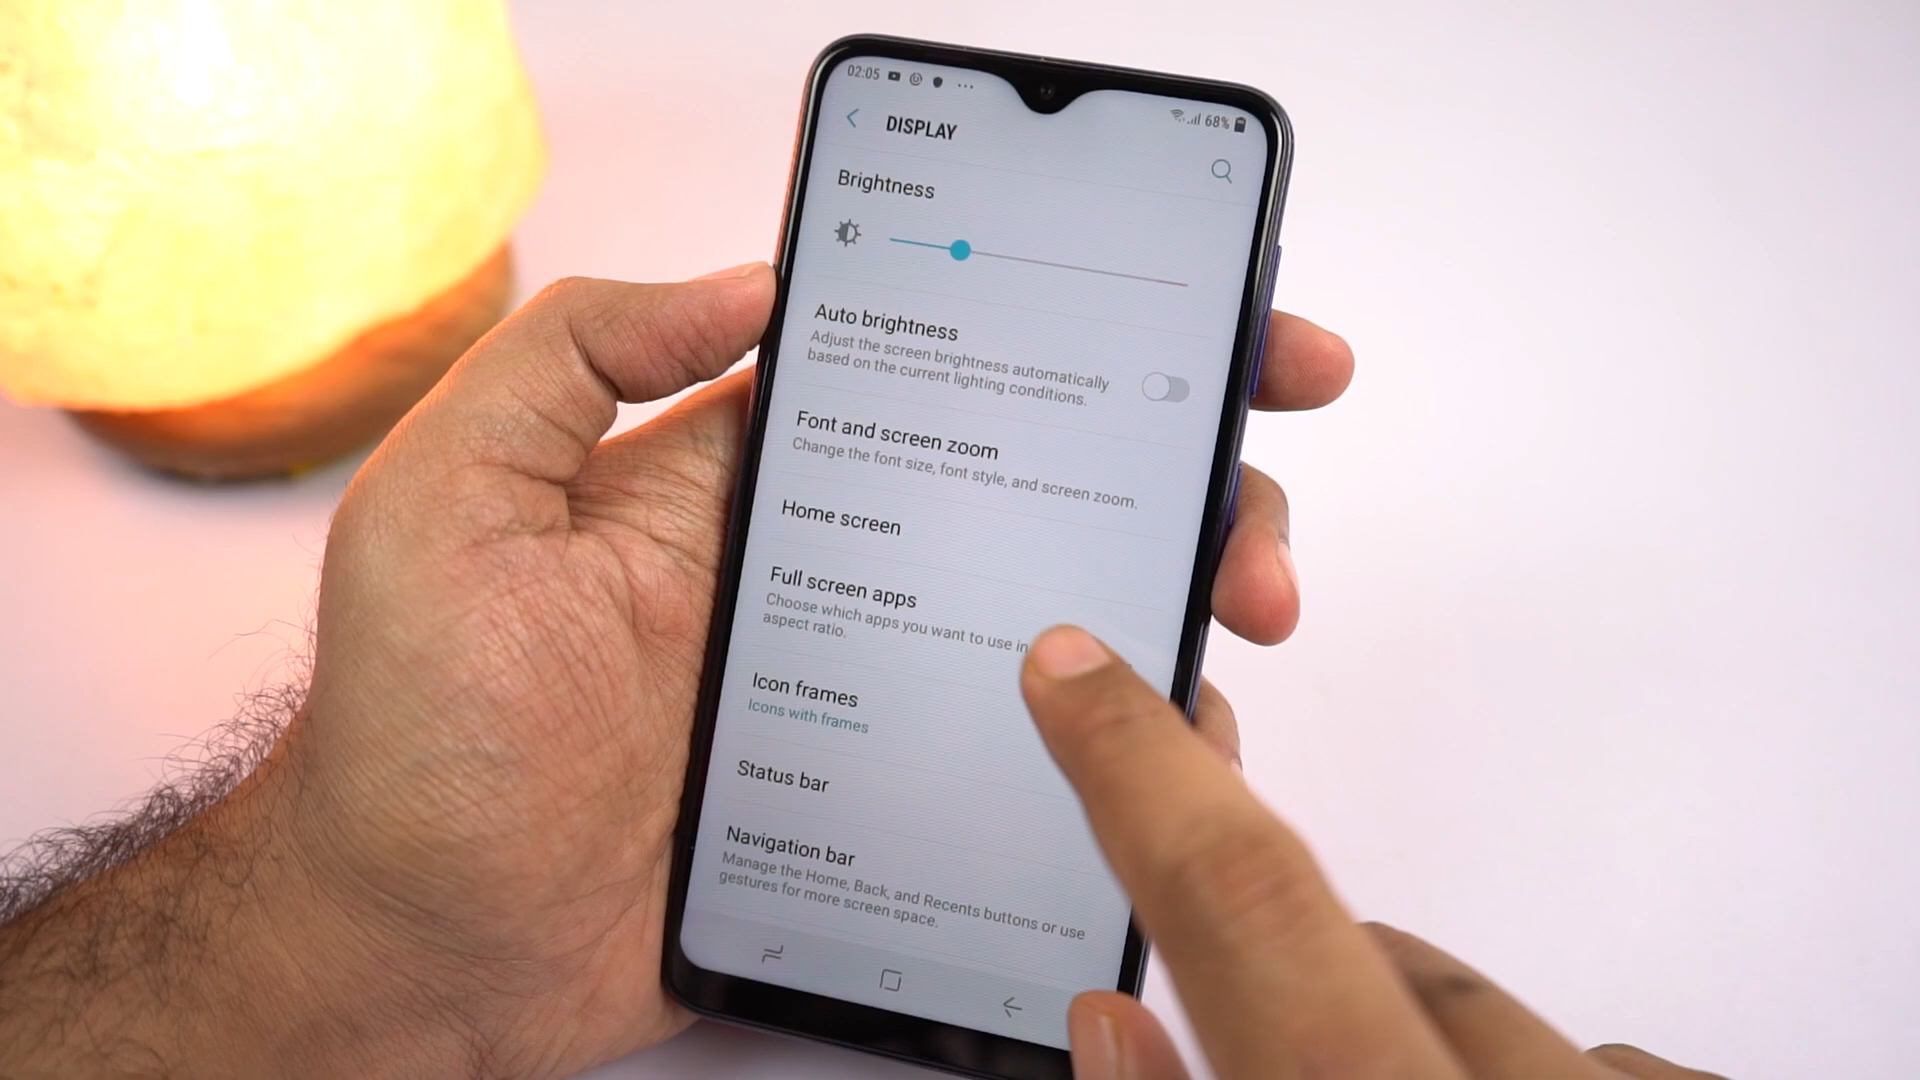 02:05
68%
DISPLAY
Brightness
Auto brightness
Adjust the screen brightness automatically
based on the current lighting conditions.
Font and screen zoom
Change the font size, font style, and screen zoom.
Home screen
Full screen apps
Choose which apps you want to use in
aspect ratio.
Icon frames
Icons with frames
Status bar
Navigation bar
Manage the Home, Back, and Recents buttons or use
gestures for more screen space.